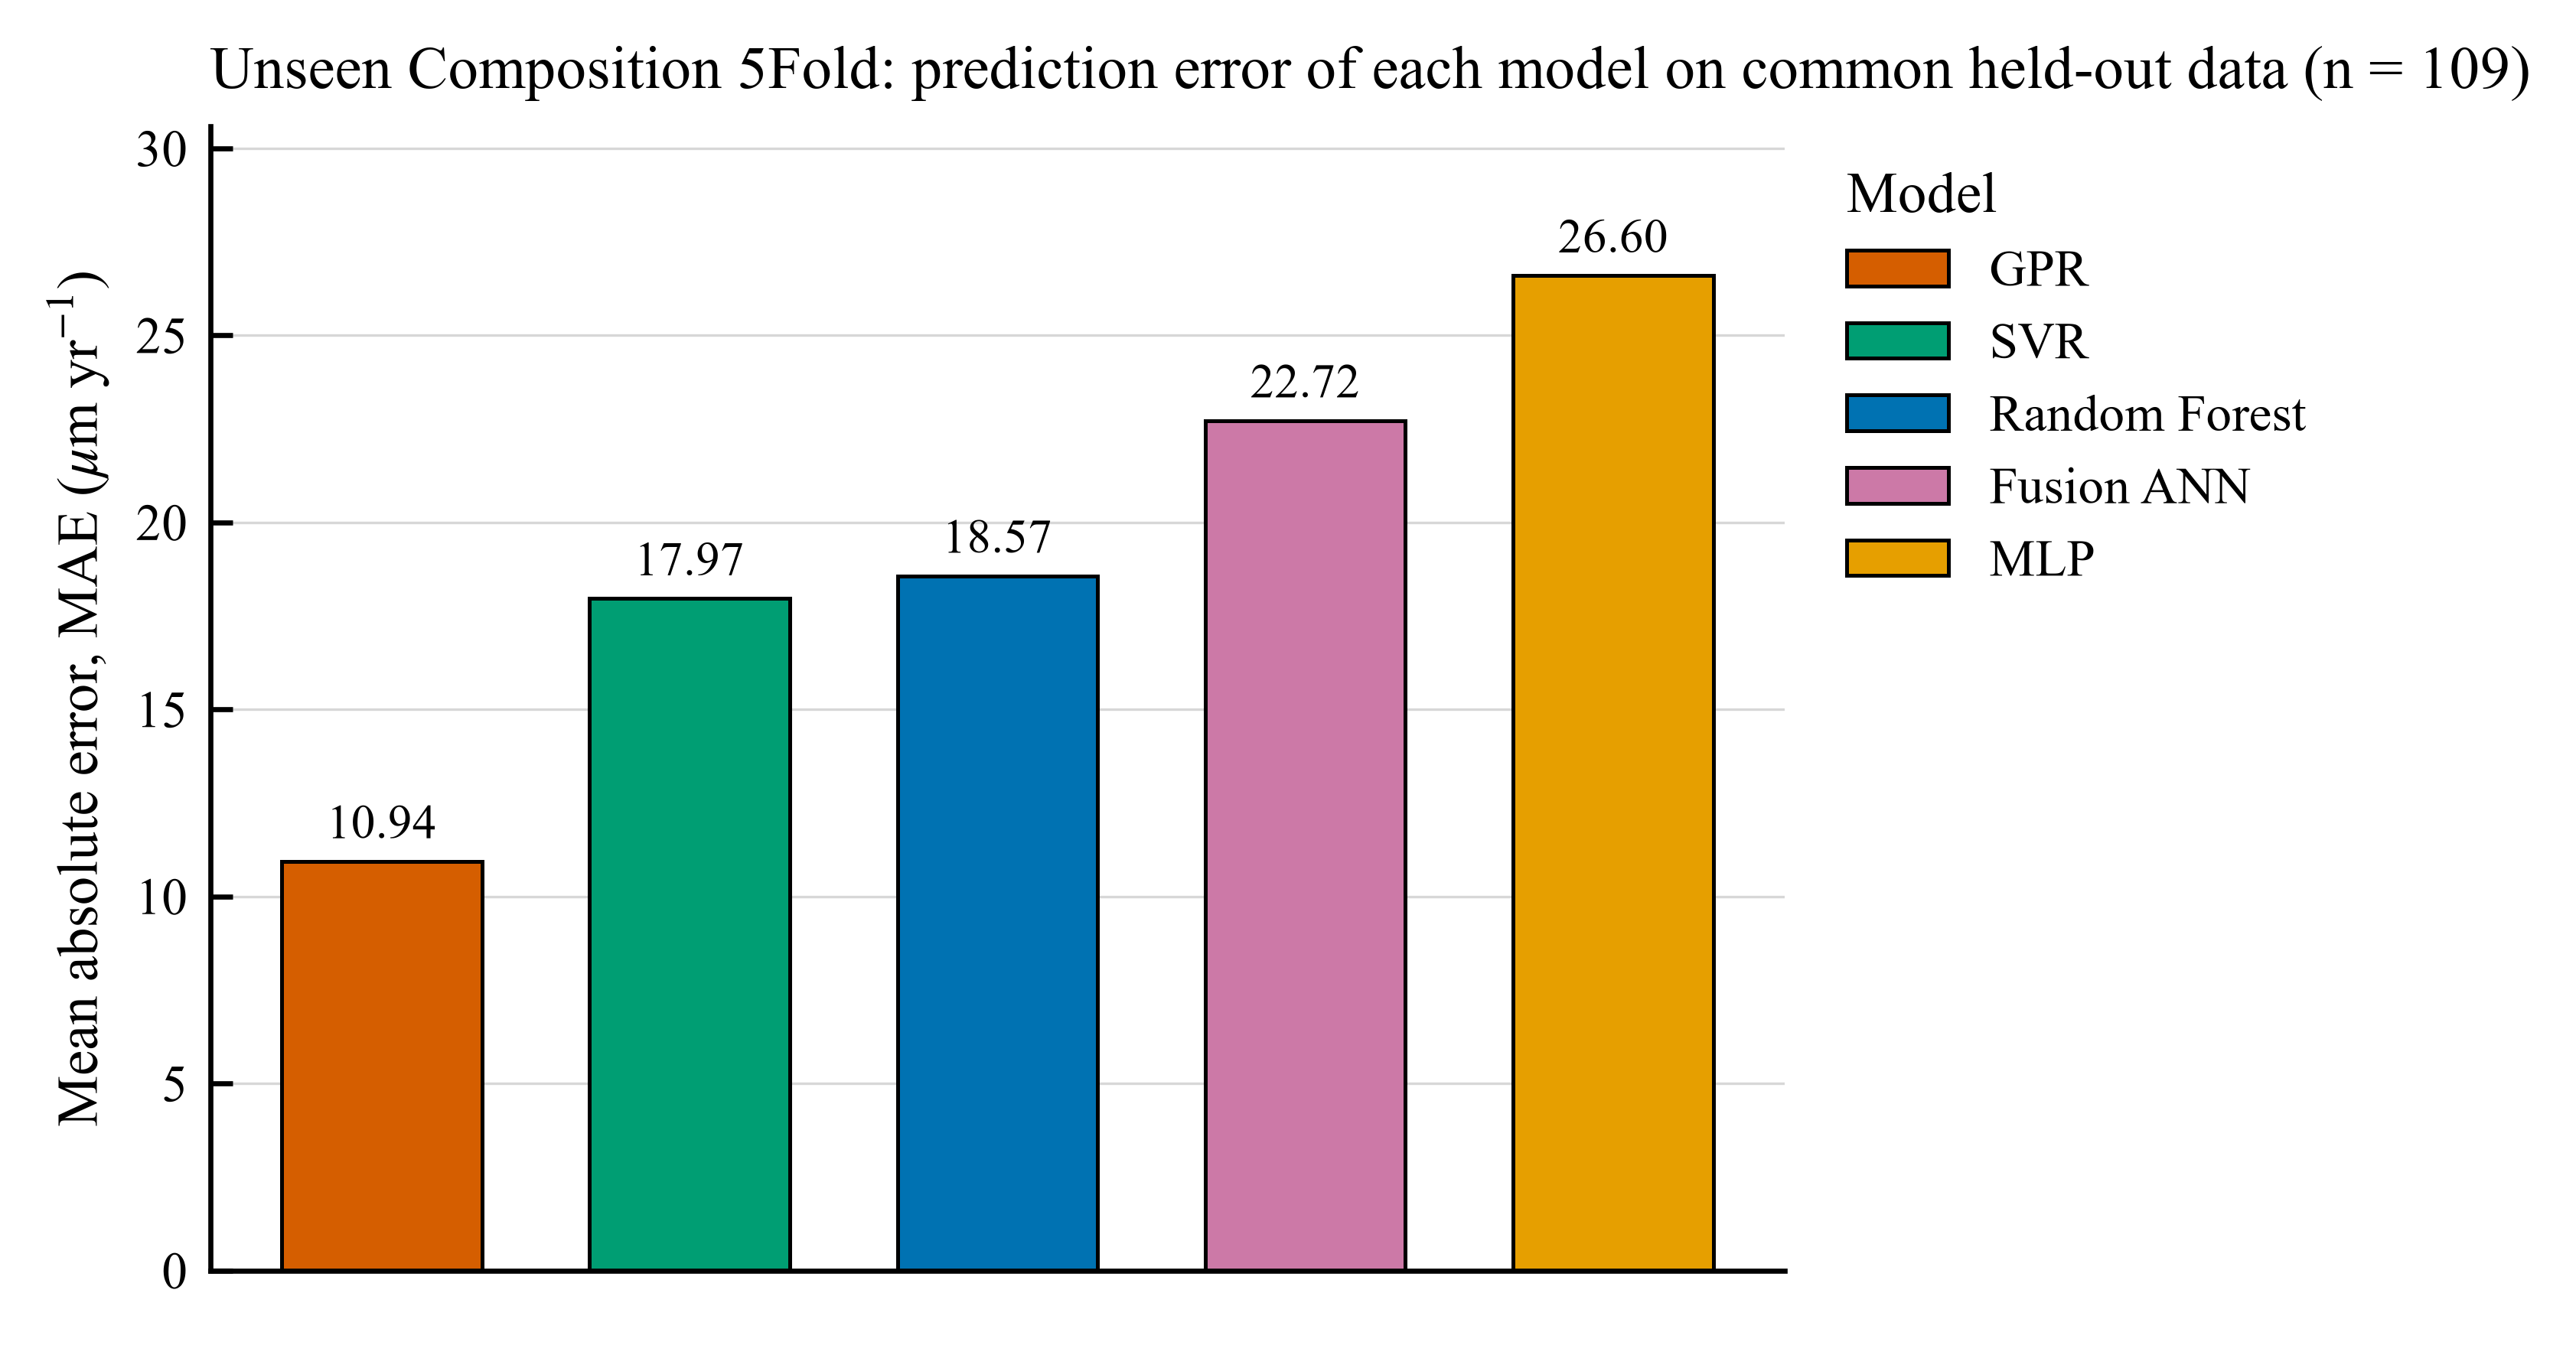 Unseen Composition 5Fold: prediction error of each model on common held-out data (n = 109)
Mean absolute error, MAE (μm yr⁻¹)
30
25
20
15
10
5
0
10.94
17.97
18.57
22.72
26.60
Model
GPR
SVR
Random Forest
Fusion ANN
MLP